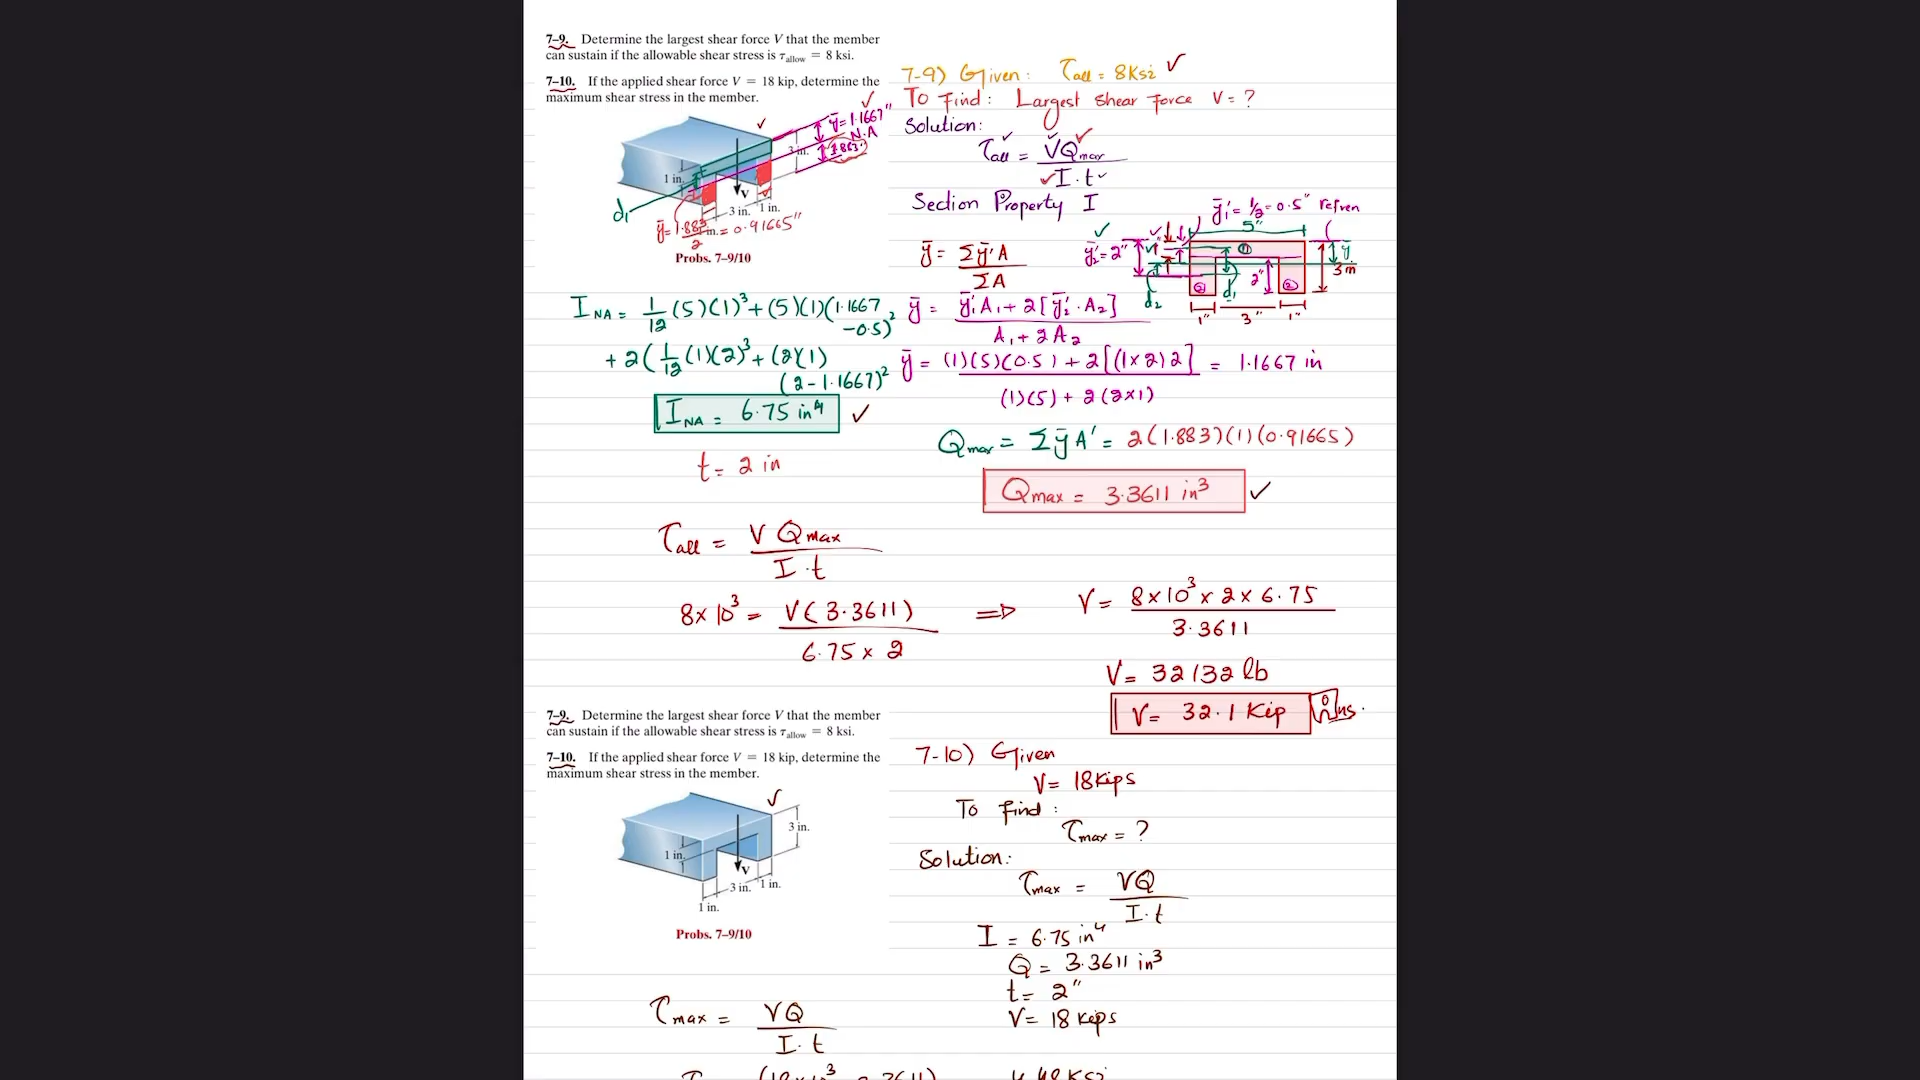 7–9. Determine the largest shear force V that the member
can sustain if the allowable shear stress is τallow = 8 ksi.
7–10. If the applied shear force V = 18 kip, determine the
maximum shear stress in the member.
ȳ = 1.1667"
N.A
3 in.
1.883
1 in.
V
3 in.
1 in.
d₁
ȳ = 1.883/2 in. = 0.91665"
Probs. 7–9/10
I NA = 1/12 (5)(1)³ + (5)(1)(1.1667
-0.5)²
+ 2(1/12 (1)(2)³ + (2)(1)
(2-1.1667)²
I NA = 6.75 in⁴ ✓
t = 2 in
7-9) Given: τall = 8Ksi ✓
To Find: Largest Shear Force V = ?
Solution:
τall = VQmax / I.t
Section Property I
ȳ₁' = 1/2 = 0.5" refren
5"
ȳ = Σȳ'A / ΣA
ȳ₂' = 2"
1"
①
ȳ
3 in
2"
②
②
d₂
d₁
1"
3"
1"
ȳ = ȳ₁'A₁ + 2[ȳ₂'.A₂] / A₁ + 2A₂
ȳ = (1)(5)(0.5) + 2[(1x2)2] / (1)(5) + 2(2x1) = 1.1667 in
Qmax = ΣȳA' = 2(1.883)(1)(0.91665)
Qmax = 3.3611 in³ ✓
τall = V Qmax / I.t
8x10³ = V(3.3611) / 6.75 x 2 ⇒ V = 8x10³ x 2 x 6.75 / 3.3611
V = 32132 lb
V = 32.1 Kip Ans.
7–9. Determine the largest shear force V that the member
can sustain if the allowable shear stress is τallow = 8 ksi.
7–10. If the applied shear force V = 18 kip, determine the
maximum shear stress in the member.
3 in.
1 in.
V
3 in.
1 in.
1 in.
Probs. 7–9/10
7-10) Given
V = 18Kips
To find:
τmax = ?
Solution:
τmax = VQ / I.t
I = 6.75 in⁴
Q = 3.3611 in³
t = 2"
V = 18 Kips
τmax = VQ / I.t